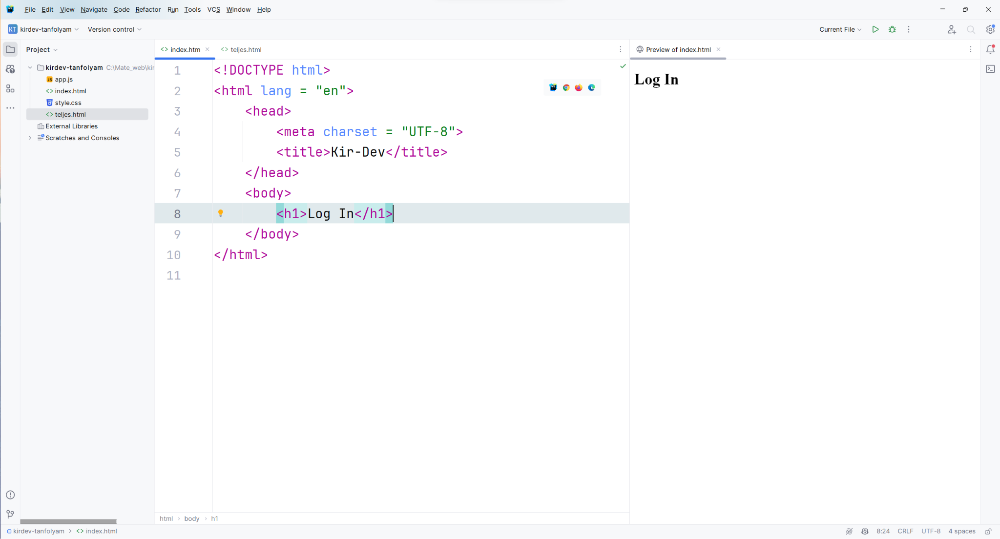 File Edit View Navigate Code Refactor Run Tools VCS Window Help
KT kirdev-tanfolyam Version control Current File
Project
index.htm teljes.html
Preview of index.html
kirdev-tanfolyam C:\Mate_web\kir
JS app.js
<> index.html
style.css
<> teljes.html
External Libraries
Scratches and Consoles
1 <!DOCTYPE html>
2 <html lang = "en">
3 <head>
4 <meta charset = "UTF-8">
5 <title>Kir-Dev</title>
6 </head>
7 <body>
8 <h1>Log In</h1>
9 </body>
10 </html>
11
Log In
html › body › h1
kirdev-tanfolyam > <> index.html 8:24 CRLF UTF-8 4 spaces